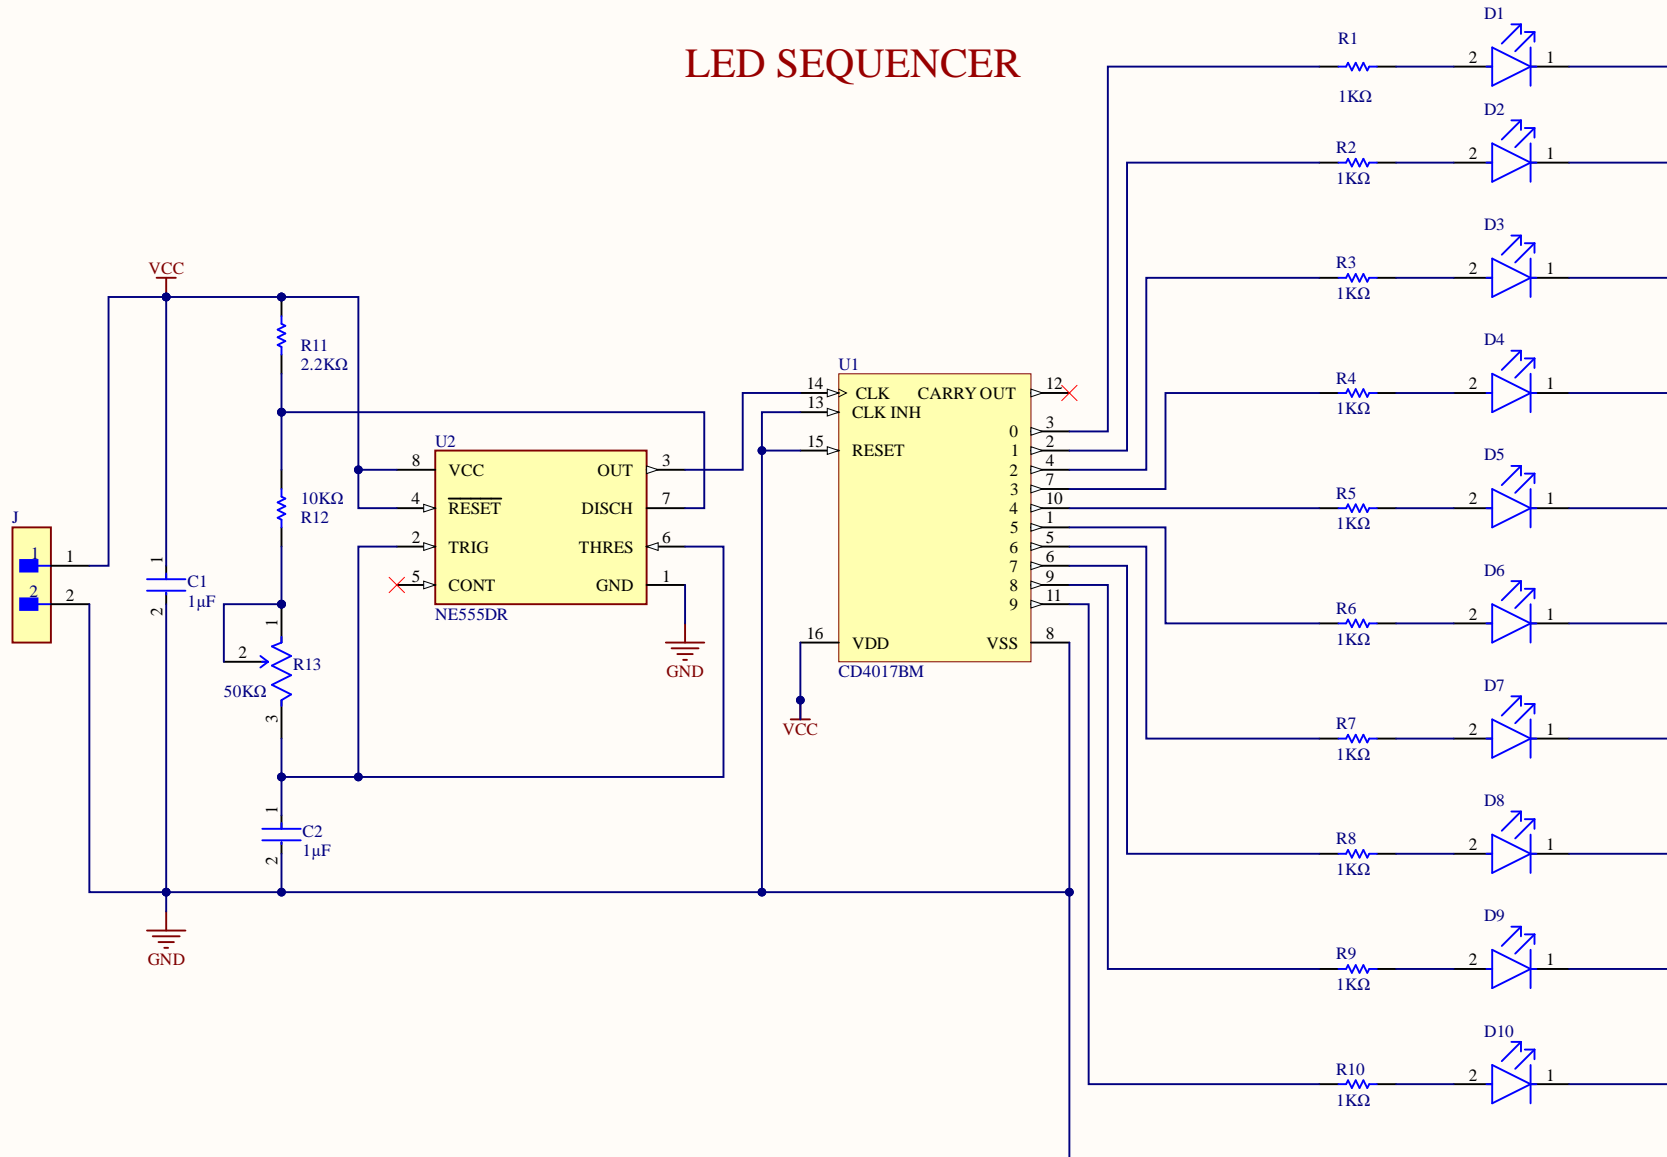 LED SEQUENCER
VCC
J
1 1
2 2
1
C1
1µF
2
R11
2.2KΩ
10KΩ
R12
1
2
R13
50KΩ
3
1
C2
1µF
2
GND
U2
8 VCC OUT 3
4 RESET DISCH 7
2 TRIG THRES 6
5 CONT GND 1
NE555DR
GND
U1
14 CLK CARRY OUT 12
13 CLK INH
0 3
15 RESET 1 2
2 4
3 7
4 10
5 1
6 5
7 6
8 9
9 11
16 VDD VSS 8
CD4017BM
VCC
D1
R1
2 1
1KΩ
D2
R2
2 1
1KΩ
D3
R3
2 1
1KΩ
D4
R4
2 1
1KΩ
D5
R5
2 1
1KΩ
D6
R6
2 1
1KΩ
D7
R7
2 1
1KΩ
D8
R8
2 1
1KΩ
D9
R9
2 1
1KΩ
D10
R10
2 1
1KΩ